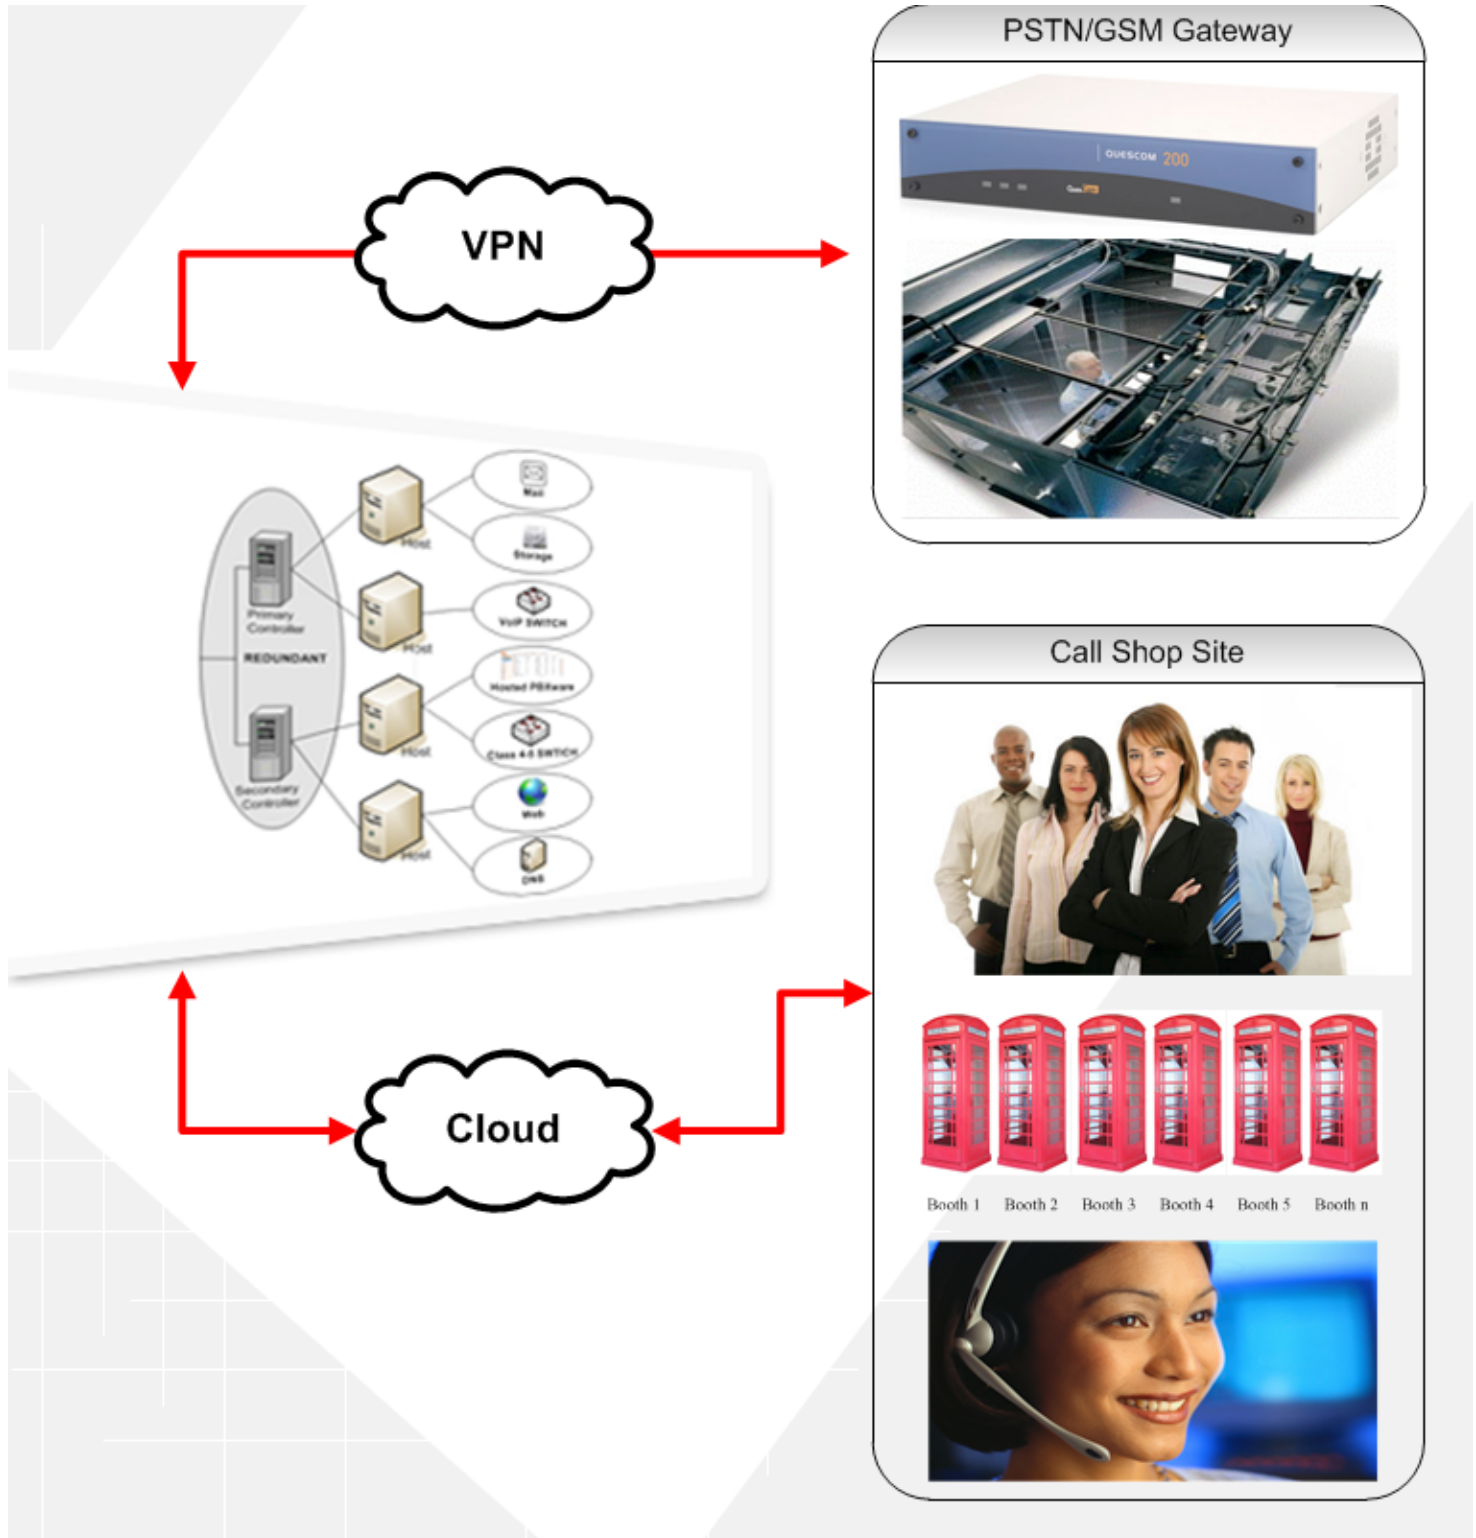 PSTN/GSM Gateway
QUESCOM 200
VPN
Mail
Host
Storage
Primary
Controller
VoIP SWITCH
Host
REDUNDANT
Hosted PBXware
Host
Class 4-5 SWTICH
Secondary
Controller
Web
Host
DNS
Call Shop Site
Cloud
Booth 1 Booth 2 Booth 3 Booth 4 Booth 5 Booth n